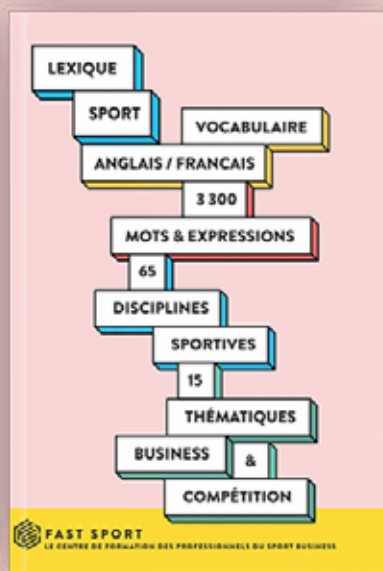 LEXIQUE
SPORT
VOCABULAIRE
ANGLAIS / FRANÇAIS
3 300
MOTS & EXPRESSIONS
65
DISCIPLINES
SPORTIVES
15
THÉMATIQUES
BUSINESS
&
COMPÉTITION
FAST SPORT
LE CENTRE DE FORMATION DES PROFESSIONNELS DU SPORT BUSINESS